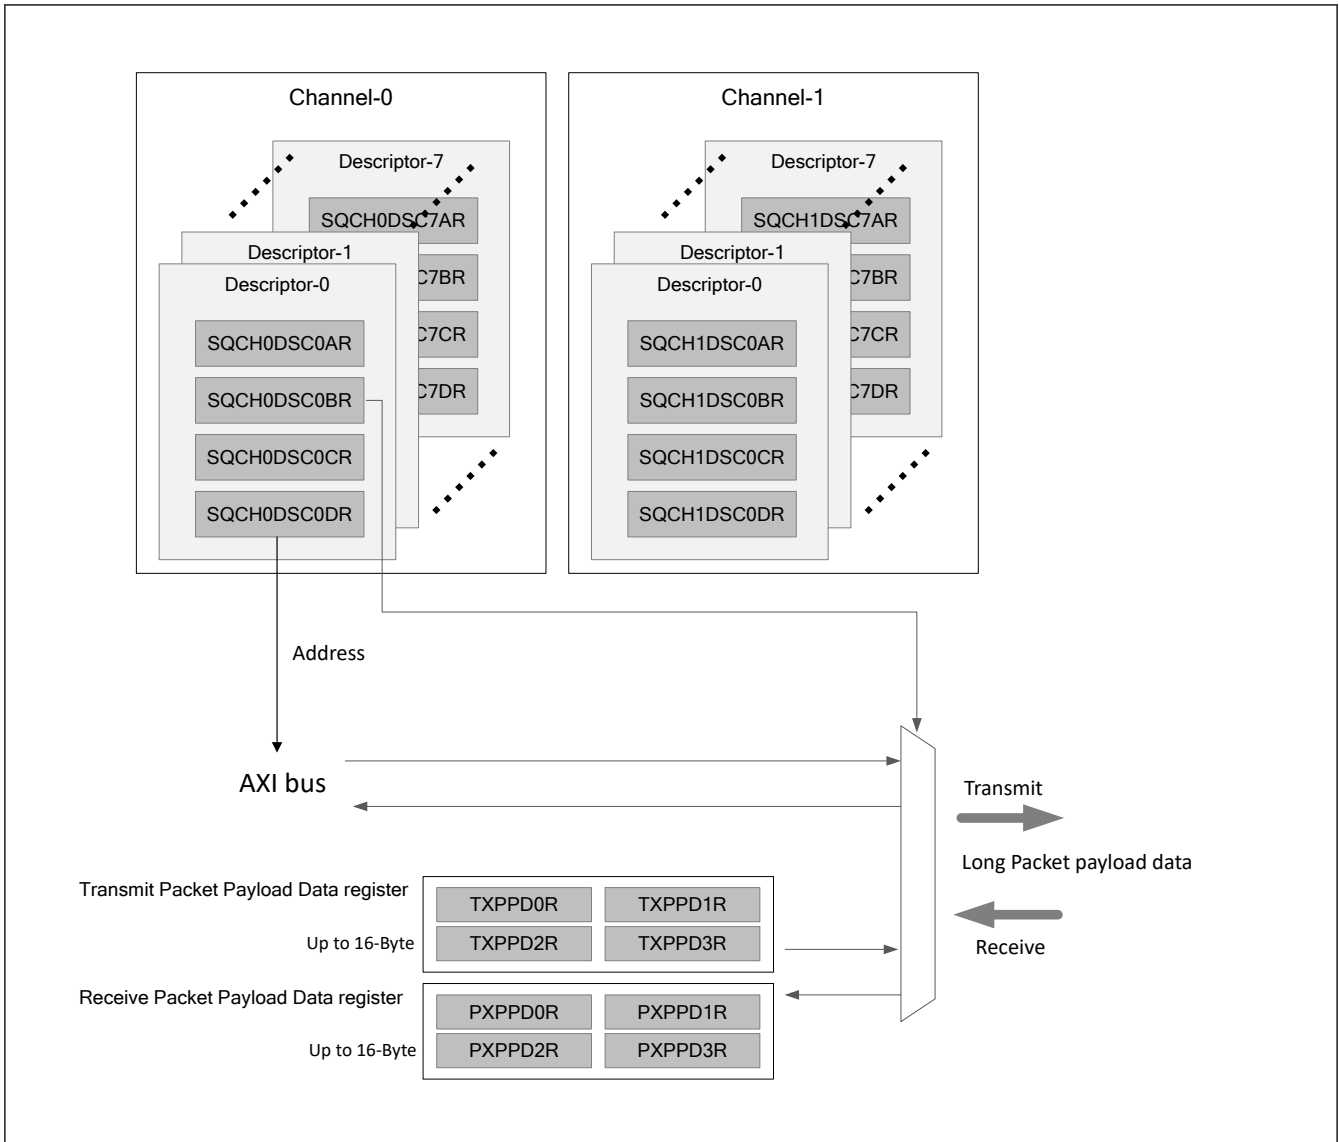 Channel-0
Descriptor-7
SQCH0DSC7AR
Descriptor-1
C7BR
Descriptor-0
C7CR
SQCH0DSC0AR
C7DR
SQCH0DSC0BR
SQCH0DSC0CR
SQCH0DSC0DR
Channel-1
Descriptor-7
SQCH1DSC7AR
Descriptor-1
C7BR
Descriptor-0
C7CR
SQCH1DSC0AR
C7DR
SQCH1DSC0BR
SQCH1DSC0CR
SQCH1DSC0DR
Address
AXI bus
Transmit
Long Packet payload data
Receive
Transmit Packet Payload Data register
Up to 16-Byte
TXPPD0R TXPPD1R
TXPPD2R TXPPD3R
Receive Packet Payload Data register
Up to 16-Byte
PXPPD0R PXPPD1R
PXPPD2R PXPPD3R